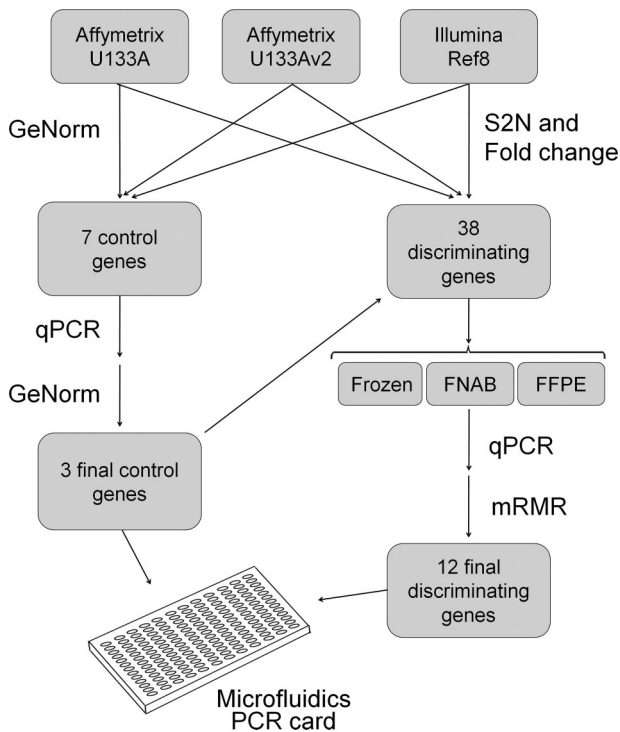 Affymetrix
U133A
Affymetrix
U133Av2
Illumina
Ref8
GeNorm
S2N and
Fold change
7 control
genes
38
discriminating
genes
qPCR
GeNorm
Frozen
FNAB
FFPE
3 final control
genes
qPCR
mRMR
12 final
discriminating
genes
Microfluidics
PCR card